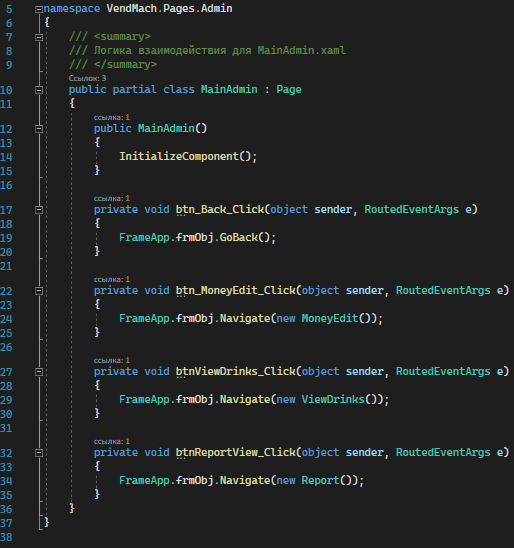 5 namespace VendMach.Pages.Admin
6 {
7 /// <summary>
8 /// Логика взаимодействия для MainAdmin.xaml
9 /// </summary>
Ссылок: 3
10 public partial class MainAdmin : Page
11 {
ссылка: 1
12 public MainAdmin()
13 {
14 InitializeComponent();
15 }
16
ссылка: 1
17 private void btn_Back_Click(object sender, RoutedEventArgs e)
18 {
19 FrameApp.frmObj.GoBack();
20 }
21
ссылка: 1
22 private void btn_MoneyEdit_Click(object sender, RoutedEventArgs e)
23 {
24 FrameApp.frmObj.Navigate(new MoneyEdit());
25 }
26
ссылка: 1
27 private void btnViewDrinks_Click(object sender, RoutedEventArgs e)
28 {
29 FrameApp.frmObj.Navigate(new ViewDrinks());
30 }
31
ссылка: 1
32 private void btnReportView_Click(object sender, RoutedEventArgs e)
33 {
34 FrameApp.frmObj.Navigate(new Report());
35 }
36 }
37 }
38